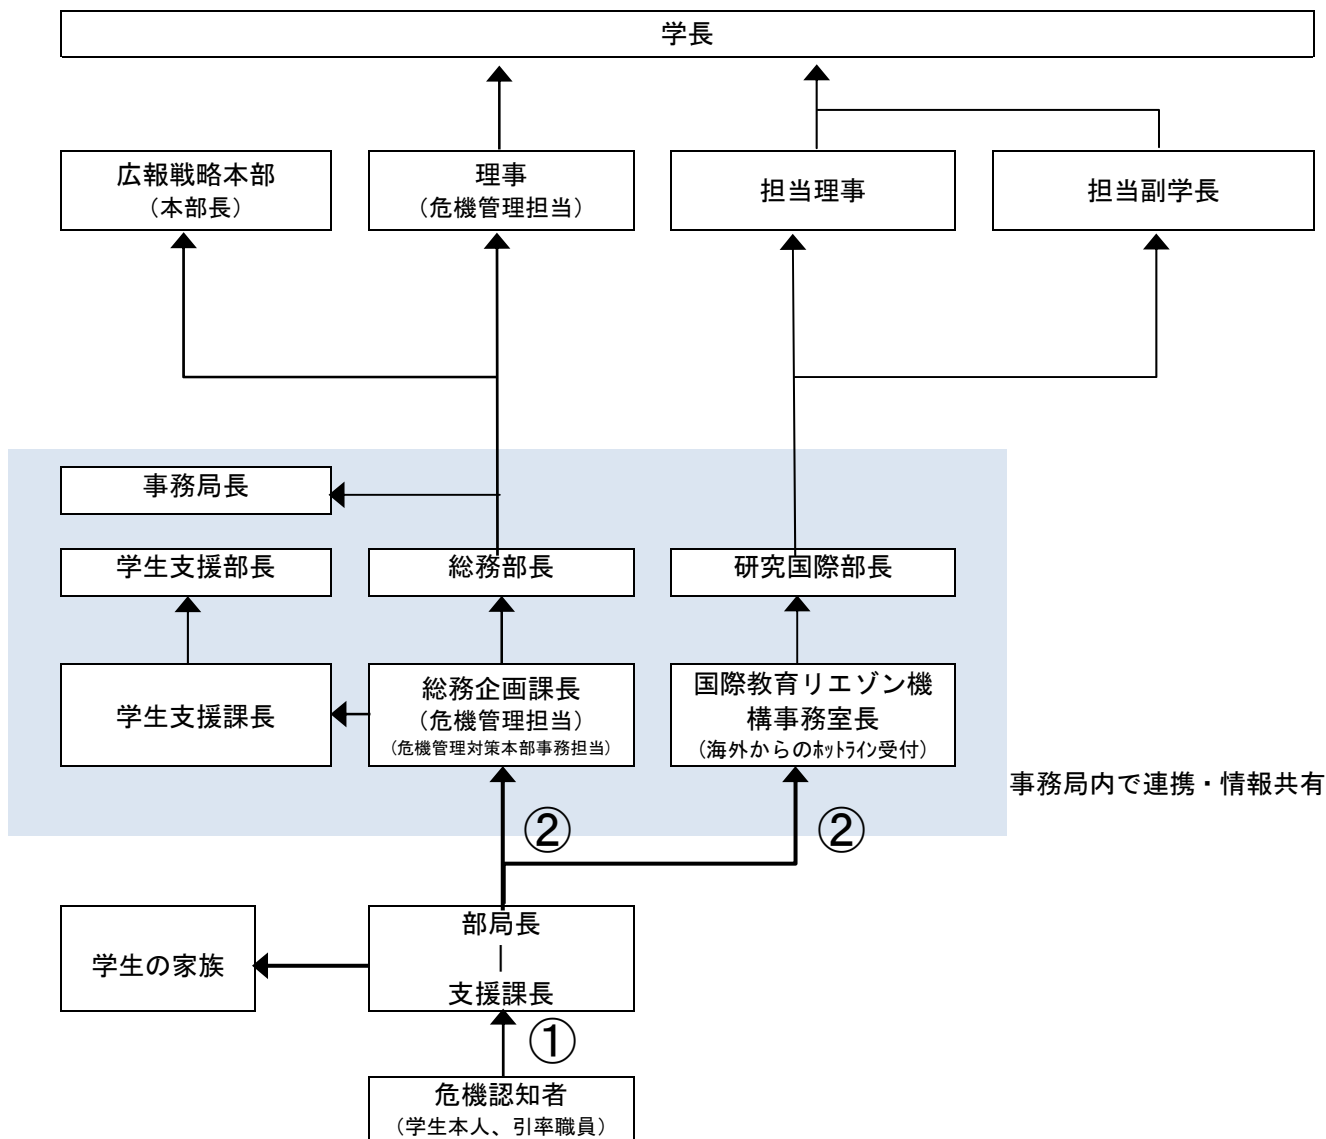 学長
広報戦略本部
（本部長）
理事
（危機管理担当）
担当理事
担当副学長
事務局長
学生支援部長
総務部長
研究国際部長
学生支援課長
総務企画課長
（危機管理担当）
（危機管理対策本部事務担当）
国際教育リエゾン機
構事務室長
（海外からのﾎｯﾄﾗｲﾝ受付）
事務局内で連携・情報共有
②
②
学生の家族
部局長
支援課長
①
危機認知者
（学生本人、引率職員）